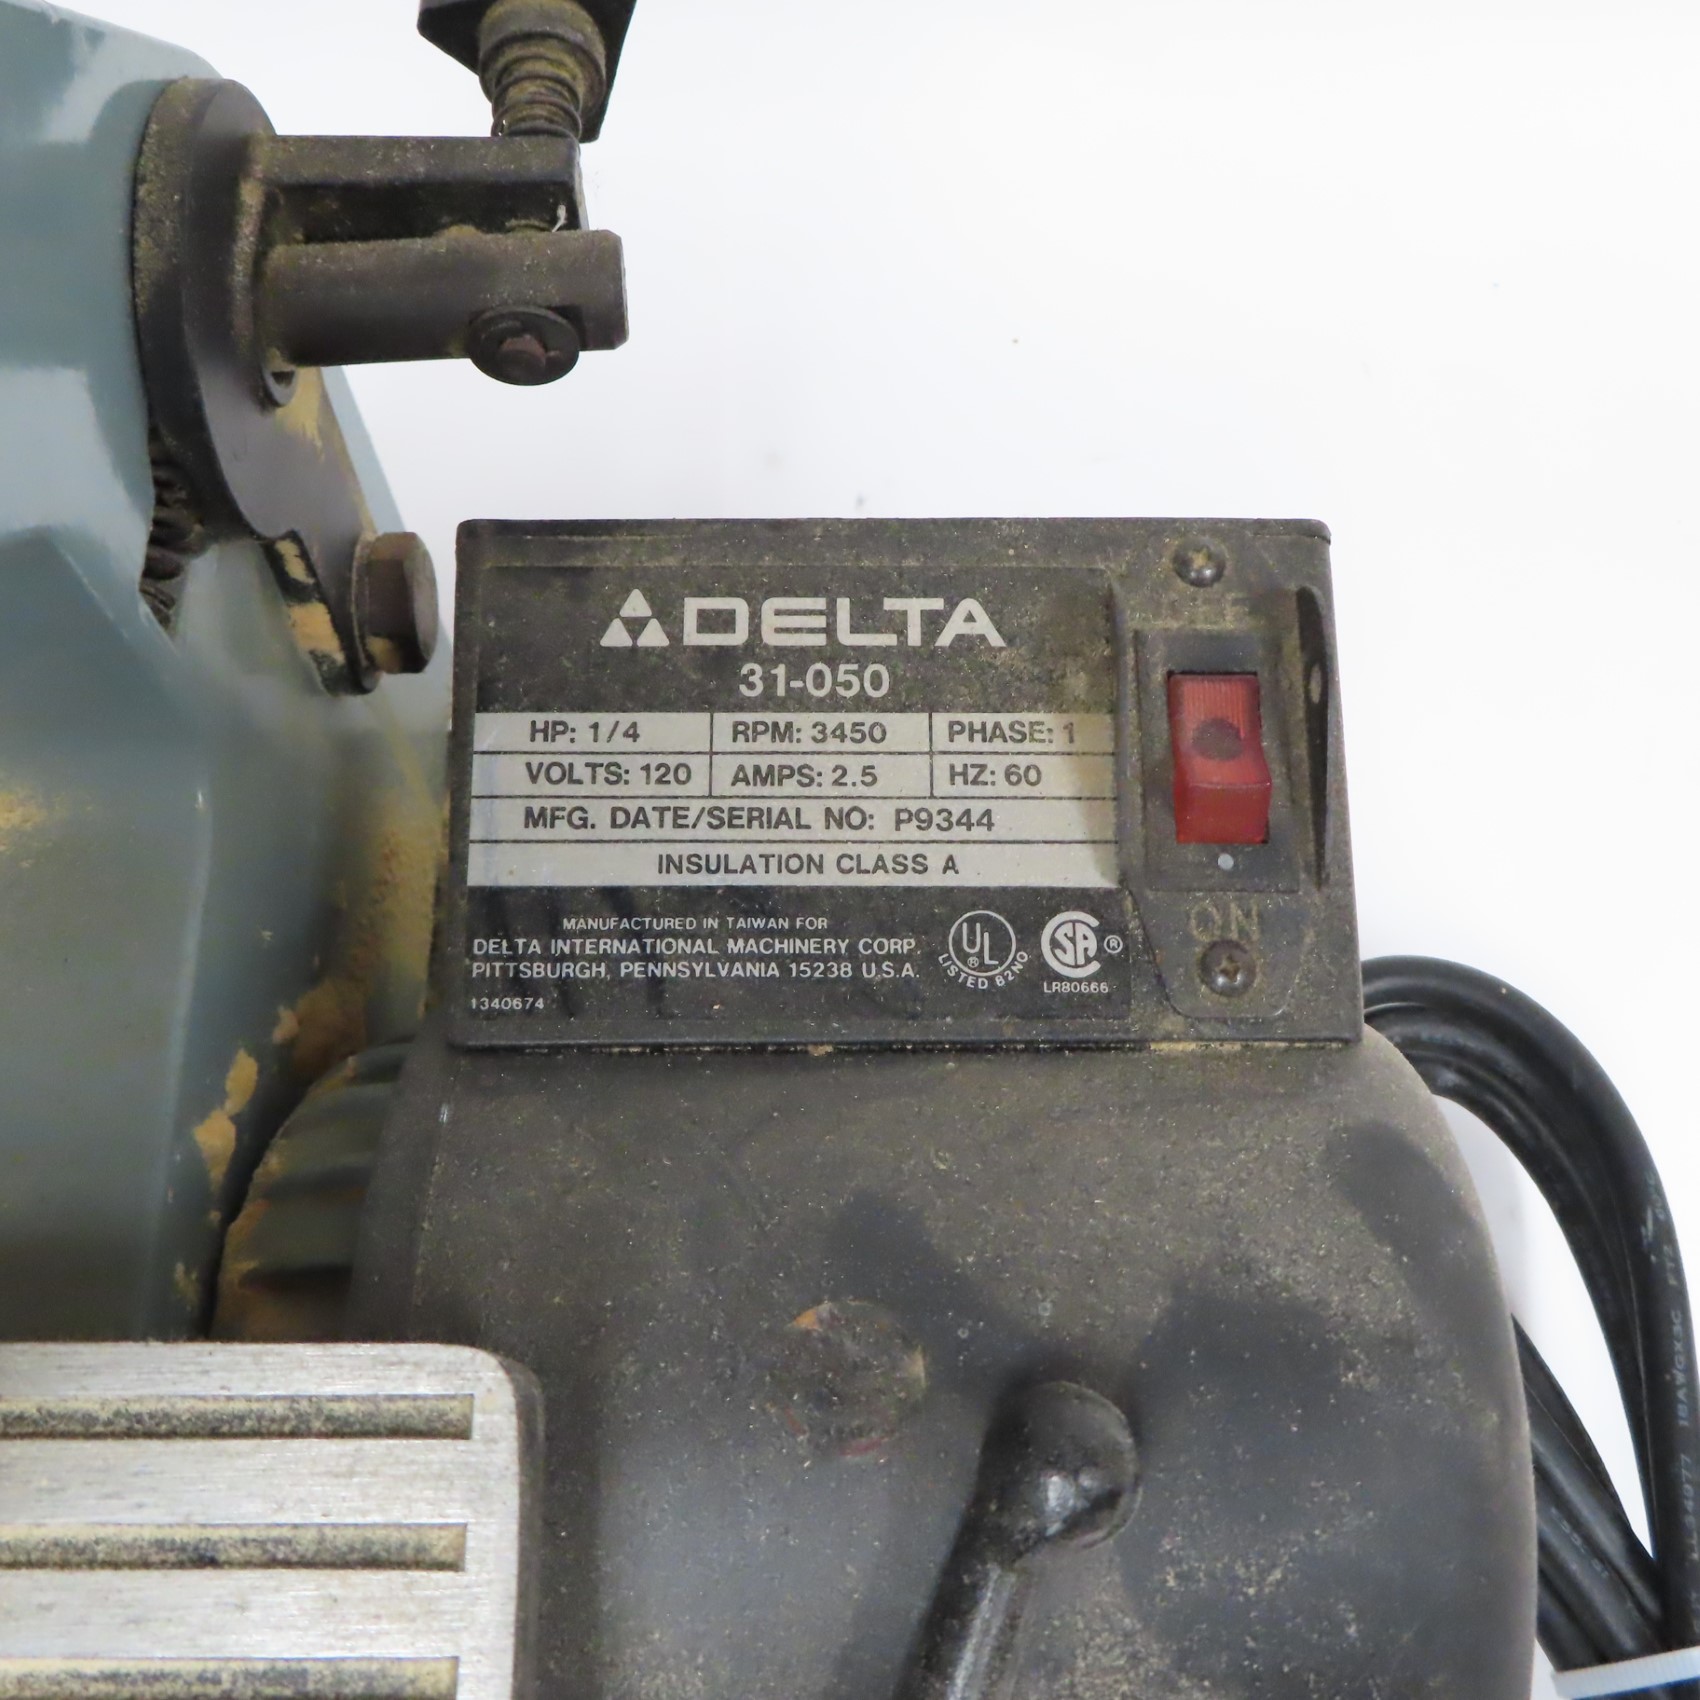 DELTA
31-050
HP: 1/4 RPM: 3450 PHASE: 1
VOLTS: 120 AMPS: 2.5 HZ: 60
MFG. DATE/SERIAL NO: P9344
INSULATION CLASS A
MANUFACTURED IN TAIWAN FOR
DELTA INTERNATIONAL MACHINERY CORP.
PITTSBURGH, PENNSYLVANIA 15238 U.S.A.
1340674
UL ®
LISTED 82NO
SA ®
LR80666
OFF
ON
18AWGX3C